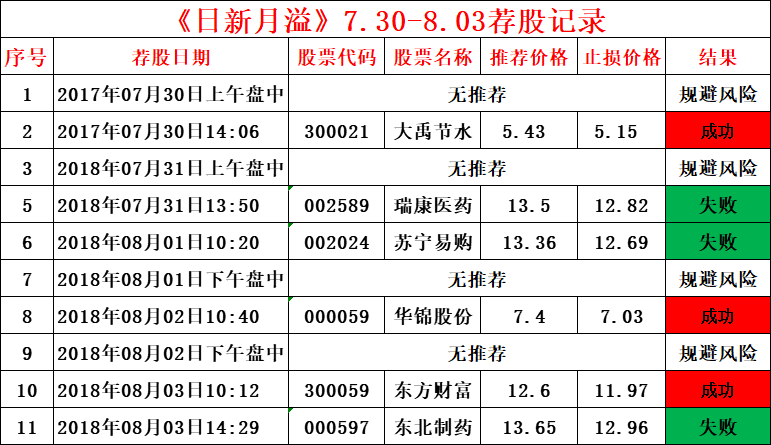 《日新月溢》7.30-8.03荐股记录
序号 荐股日期 股票代码 股票名称 推荐价格 止损价格 结果
1 2017年07月30日上午盘中 无推荐 规避风险
2 2017年07月30日14:06 300021 大禹节水 5.43 5.15 成功
3 2018年07月31日上午盘中 无推荐 规避风险
5 2018年07月31日13:50 002589 瑞康医药 13.5 12.82 失败
6 2018年08月01日10:20 002024 苏宁易购 13.36 12.69 失败
7 2018年08月01日下午盘中 无推荐 规避风险
8 2018年08月02日10:40 000059 华锦股份 7.4 7.03 成功
9 2018年08月02日下午盘中 无推荐 规避风险
10 2018年08月03日10:12 300059 东方财富 12.6 11.97 成功
11 2018年08月03日14:29 000597 东北制药 13.65 12.96 失败